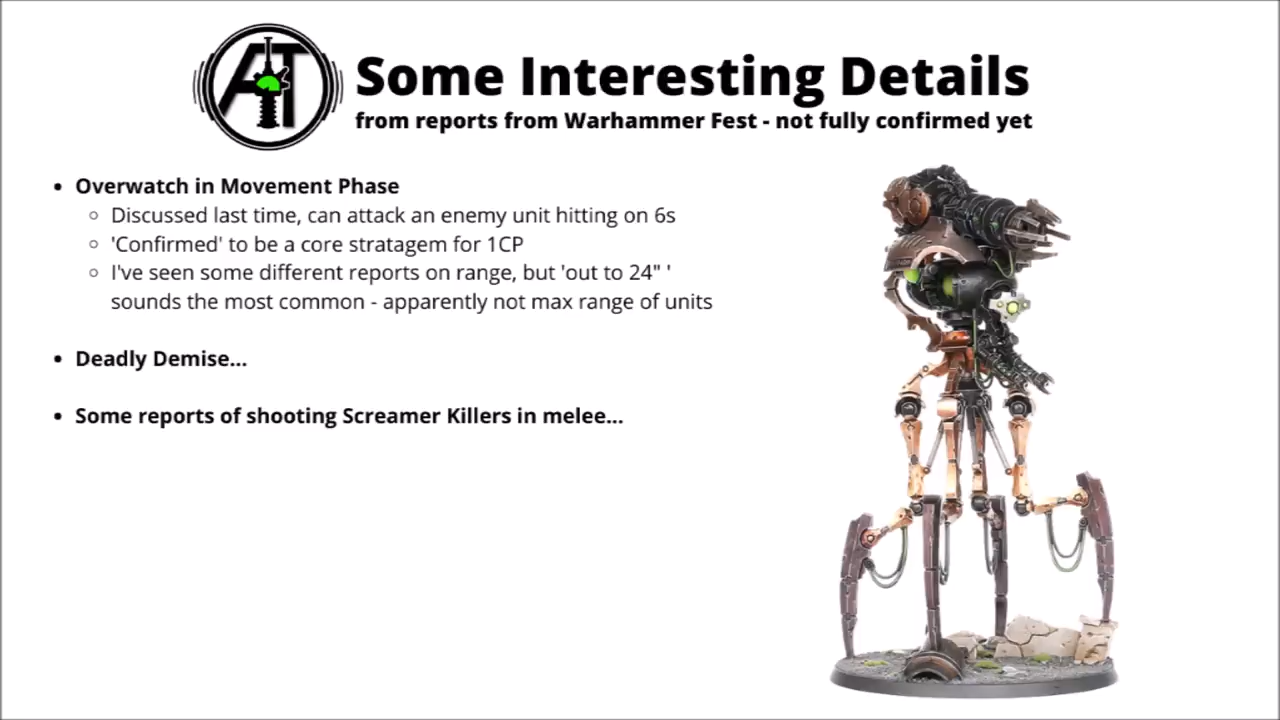 AT
Some Interesting Details
from reports from Warhammer Fest - not fully confirmed yet
• Overwatch in Movement Phase
○ Discussed last time, can attack an enemy unit hitting on 6s
○ 'Confirmed' to be a core stratagem for 1CP
○ I've seen some different reports on range, but 'out to 24" '
sounds the most common - apparently not max range of units
• Deadly Demise...
• Some reports of shooting Screamer Killers in melee...